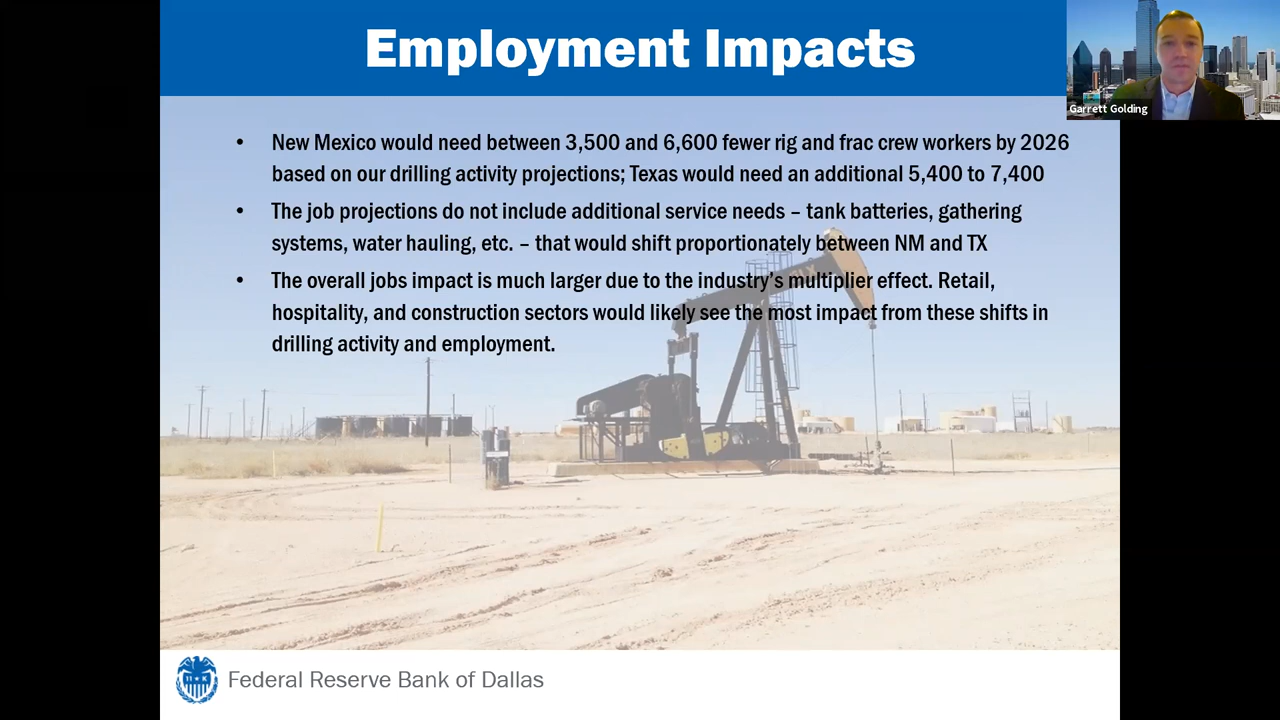 Employment Impacts
Garrett Golding
• New Mexico would need between 3,500 and 6,600 fewer rig and frac crew workers by 2026
based on our drilling activity projections; Texas would need an additional 5,400 to 7,400
• The job projections do not include additional service needs – tank batteries, gathering
systems, water hauling, etc. – that would shift proportionately between NM and TX
• The overall jobs impact is much larger due to the industry's multiplier effect. Retail,
hospitality, and construction sectors would likely see the most impact from these shifts in
drilling activity and employment.
Federal Reserve Bank of Dallas